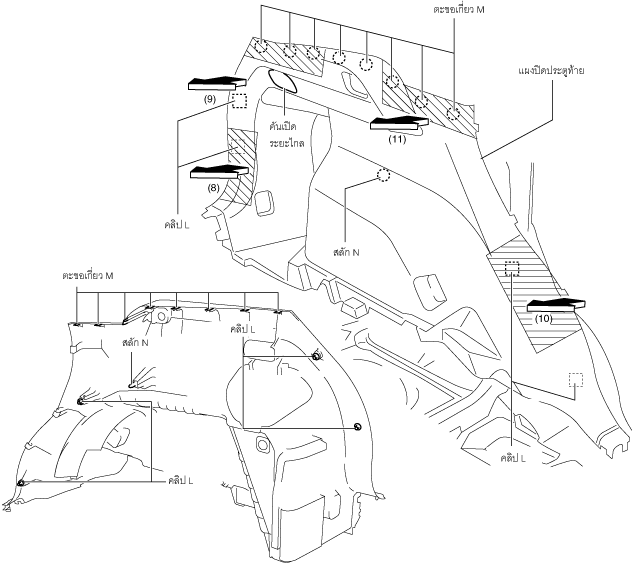 ตะขอเกี่ยว M
แผงปิดประตูท้าย
(9)
คันเปิด
ระยะไกล
(11)
(8)
คลิป L
สลัก N
ตะขอเกี่ยว M
คลิป L
(10)
สลัก N
คลิป L
คลิป L